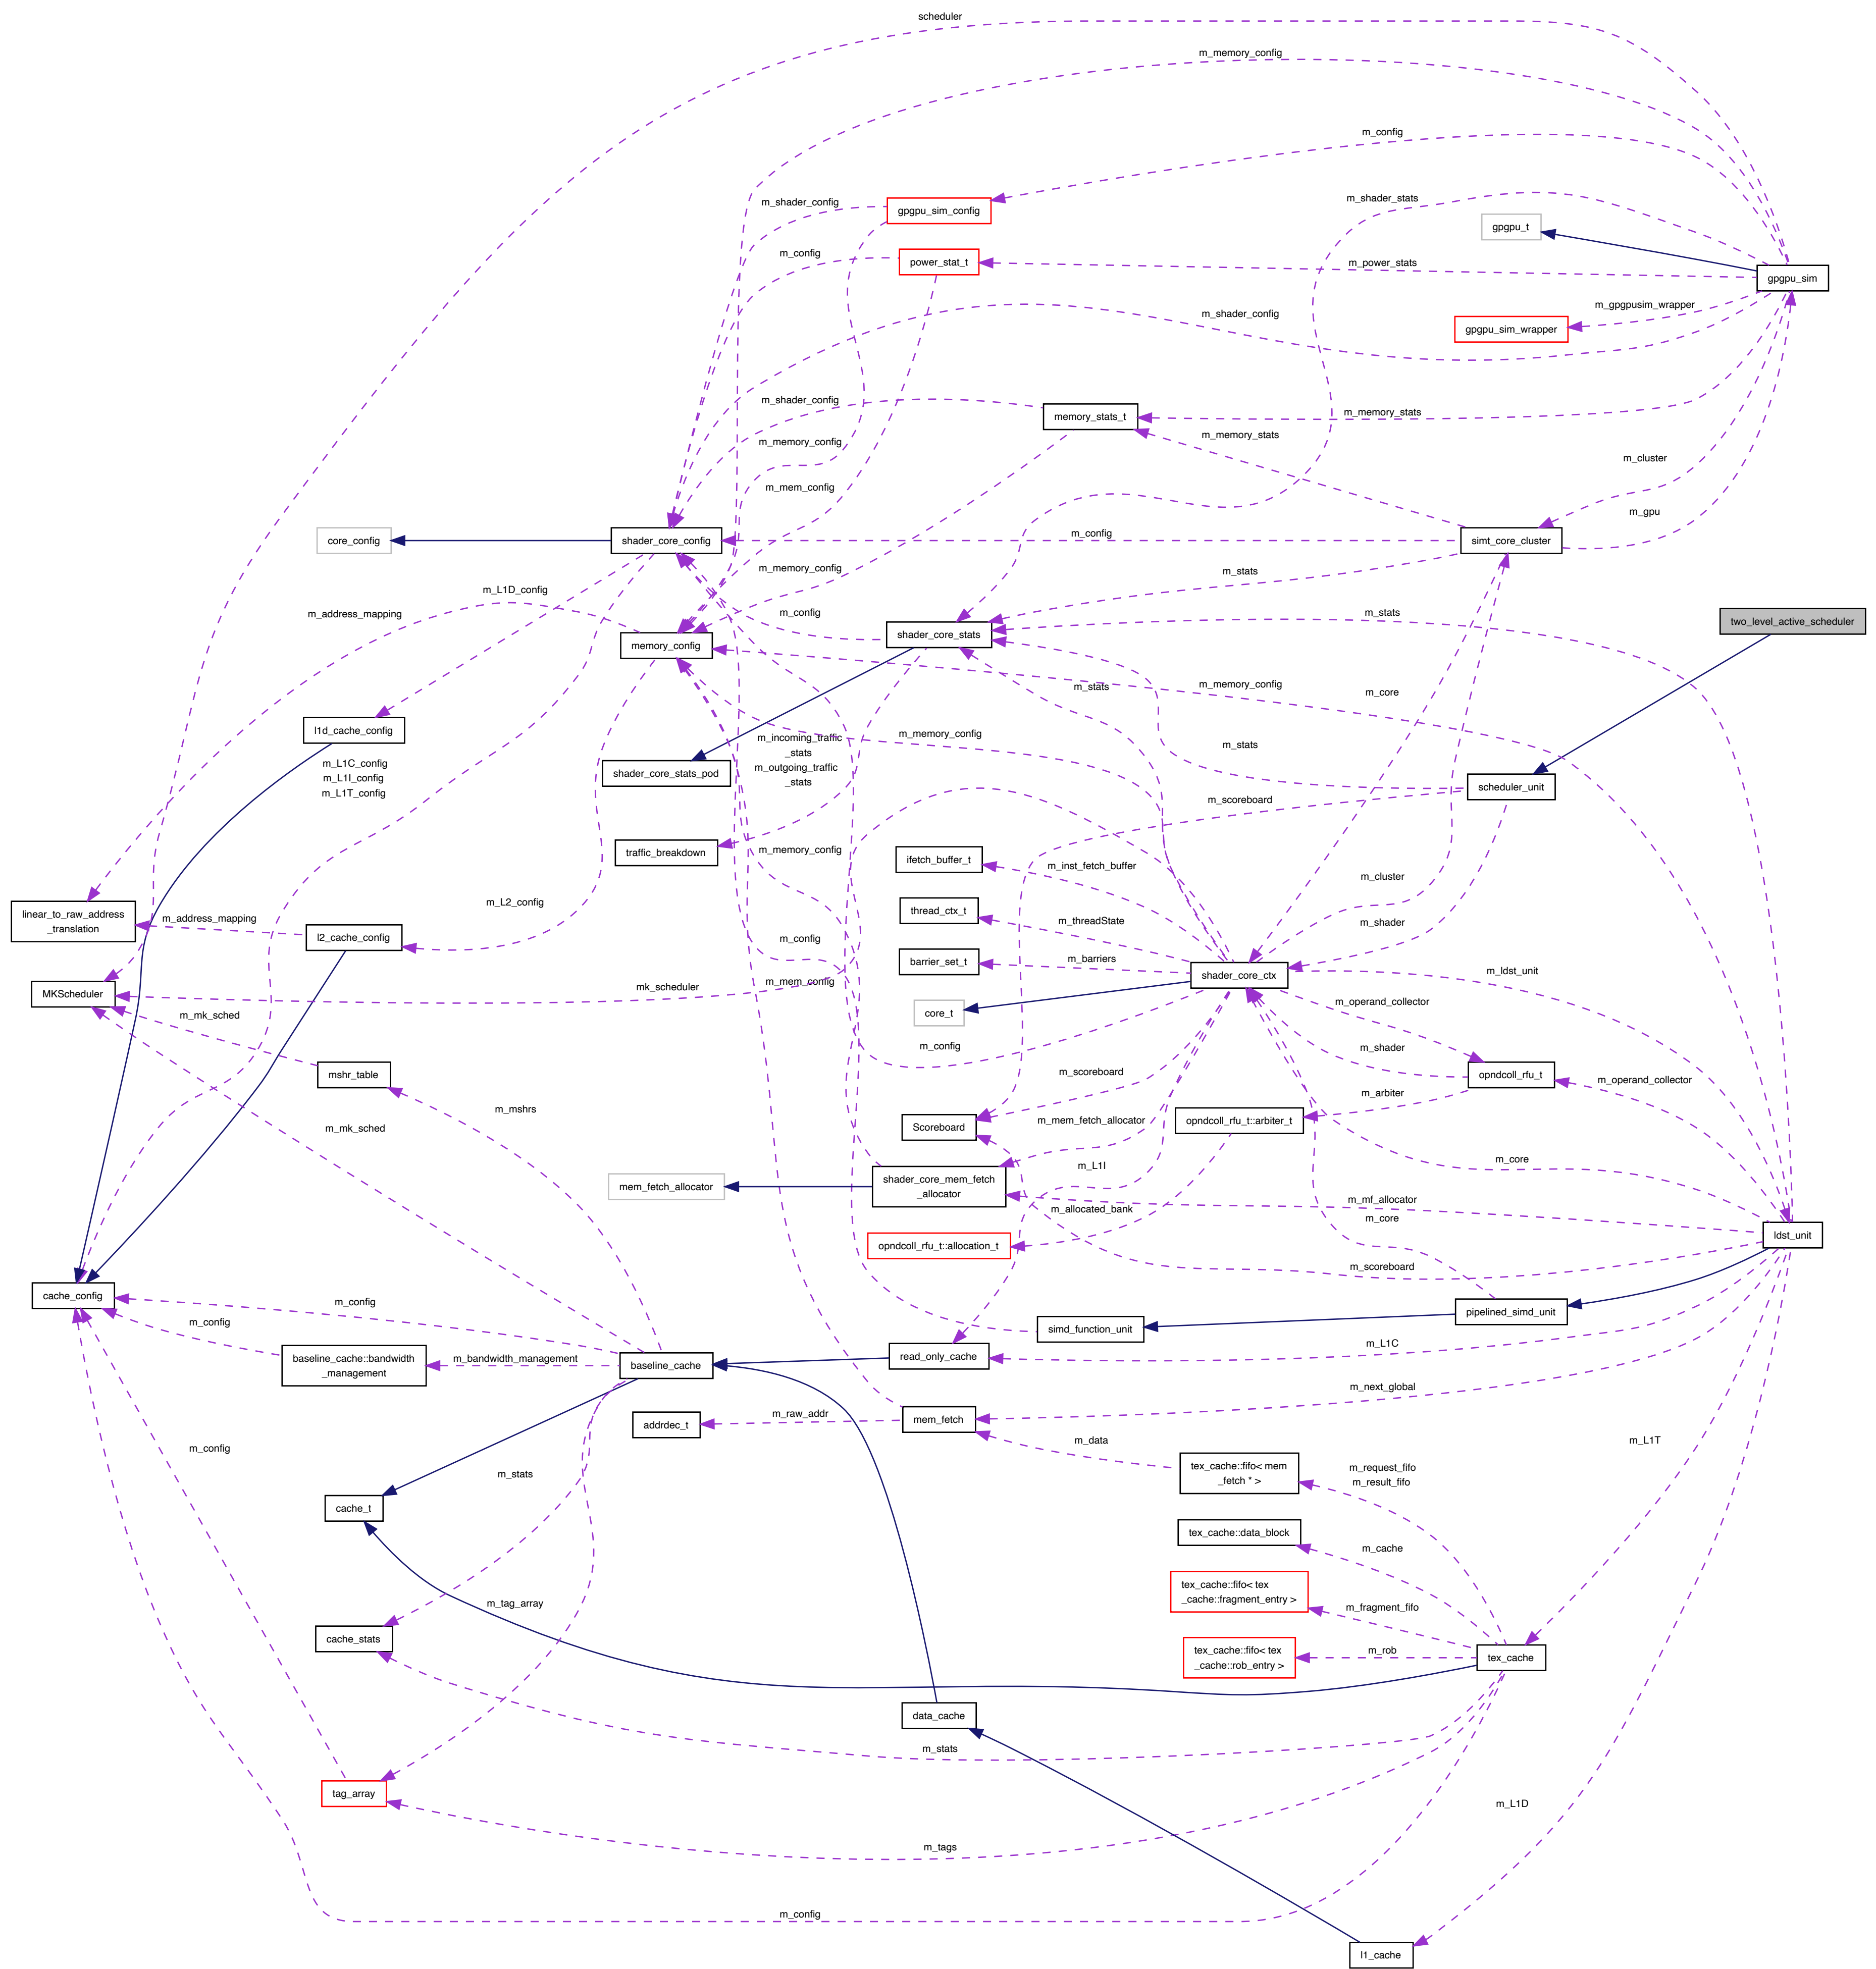 scheduler
m_memory_config
m_config
m_shader_config
gpgpu_sim_config
m_shader_stats
gpgpu_t
m_config
power_stat_t
m_power_stats
gpgpu_sim
m_gpgpusim_wrapper
gpgpu_sim_wrapper
m_shader_config
m_shader_config
memory_stats_t
m_memory_stats
m_memory_config
m_memory_stats
m_cluster
m_mem_config
m_gpu
core_config
shader_core_config
m_config
simt_core_cluster
m_memory_config
m_stats
m_L1D_config
m_address_mapping
m_config
m_stats
two_level_active_scheduler
shader_core_stats
memory_config
m_stats
m_memory_config
m_core
l1d_cache_config
m_incoming_traffic
_stats
m_outgoing_traffic
_stats
m_memory_config
m_stats
m_L1C_config
m_L1I_config
m_L1T_config
shader_core_stats_pod
scheduler_unit
m_scoreboard
traffic_breakdown
m_memory_config
ifetch_buffer_t
m_inst_fetch_buffer
m_cluster
m_L2_config
linear_to_raw_address
_translation
m_address_mapping
l2_cache_config
thread_ctx_t
m_threadState
m_shader
m_config
barrier_set_t
m_barriers
shader_core_ctx
m_ldst_unit
MKScheduler
mk_scheduler
m_mem_config
core_t
m_operand_collector
m_mk_sched
m_config
m_shader
mshr_table
m_scoreboard
opndcoll_rfu_t
m_operand_collector
m_arbiter
m_mshrs
m_mk_sched
Scoreboard
m_mem_fetch_allocator
opndcoll_rfu_t::arbiter_t
m_L1I
m_core
mem_fetch_allocator
shader_core_mem_fetch
_allocator
m_mf_allocator
m_allocated_bank
m_core
ldst_unit
opndcoll_rfu_t::allocation_t
m_scoreboard
cache_config
m_config
pipelined_simd_unit
m_config
simd_function_unit
m_L1C
baseline_cache::bandwidth
_management
m_bandwidth_management
baseline_cache
read_only_cache
m_next_global
addrdec_t
m_raw_addr
mem_fetch
m_config
m_data
m_L1T
m_stats
tex_cache::fifo< mem
_fetch * >
m_request_fifo
m_result_fifo
cache_t
tex_cache::data_block
m_cache
m_tag_array
tex_cache::fifo< tex
_cache::fragment_entry >
m_fragment_fifo
cache_stats
tex_cache::fifo< tex
_cache::rob_entry >
m_rob
tex_cache
data_cache
m_stats
tag_array
m_L1D
m_tags
m_config
l1_cache